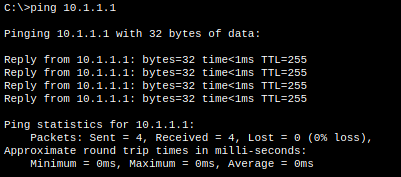 C:\>ping 10.1.1.1
Pinging 10.1.1.1 with 32 bytes of data:
Reply from 10.1.1.1: bytes=32 time<1ms TTL=255
Reply from 10.1.1.1: bytes=32 time<1ms TTL=255
Reply from 10.1.1.1: bytes=32 time<1ms TTL=255
Reply from 10.1.1.1: bytes=32 time<1ms TTL=255
Ping statistics for 10.1.1.1:
    Packets: Sent = 4, Received = 4, Lost = 0 (0% loss),
Approximate round trip times in milli-seconds:
    Minimum = 0ms, Maximum = 0ms, Average = 0ms